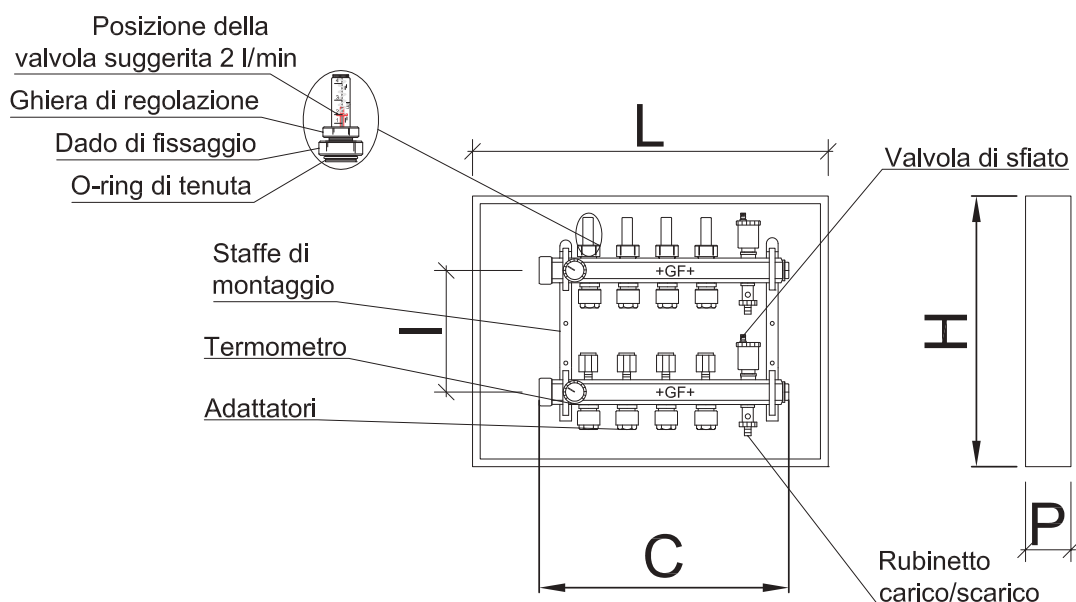 Posizione della
valvola suggerita 2 l/min
Ghiera di regolazione
Dado di fissaggio
O-ring di tenuta
L
Valvola di sfiato
Staffe di
montaggio
+GF+
I
H
Termometro
+GF+
Adattatori
C
P
Rubinetto
carico/scarico